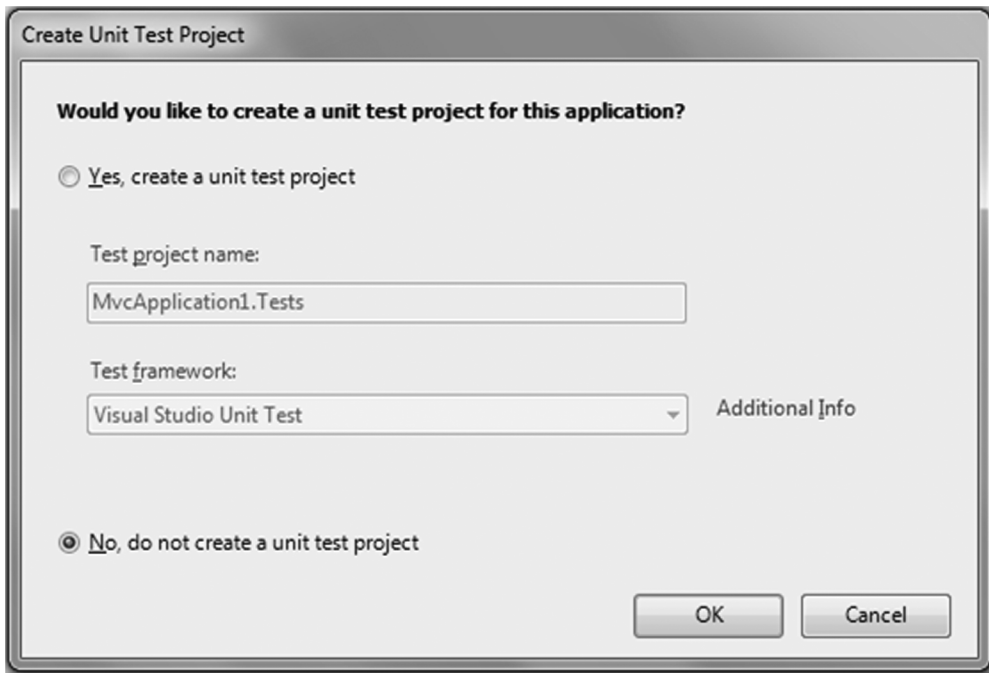 Create Unit Test Project
Would you like to create a unit test project for this application?
Yes, create a unit test project
Test project name:
MvcApplication1.Tests
Test framework:
Visual Studio Unit Test
Additional Info
No, do not create a unit test project
OK
Cancel